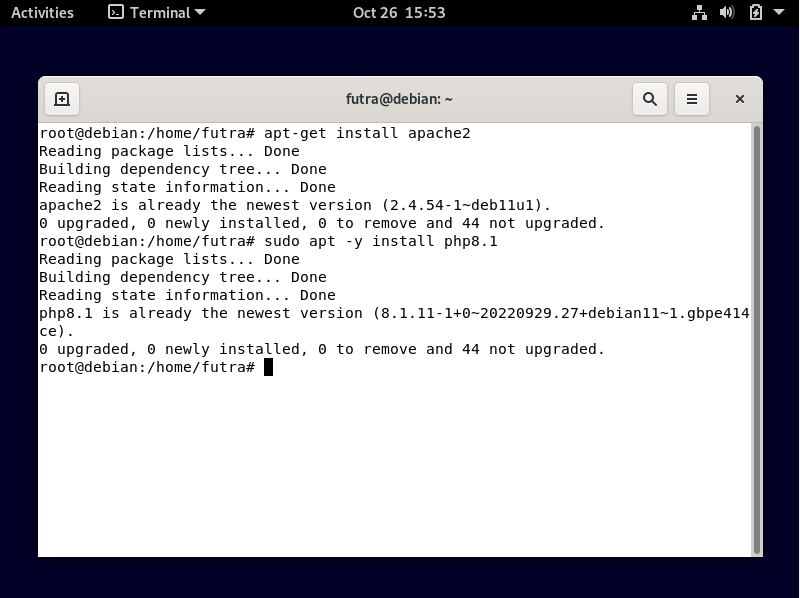 Activities Terminal Oct 26 15:53
futra@debian: ~
root@debian:/home/futra# apt-get install apache2
Reading package lists... Done
Building dependency tree... Done
Reading state information... Done
apache2 is already the newest version (2.4.54-1~deb11u1).
0 upgraded, 0 newly installed, 0 to remove and 44 not upgraded.
root@debian:/home/futra# sudo apt -y install php8.1
Reading package lists... Done
Building dependency tree... Done
Reading state information... Done
php8.1 is already the newest version (8.1.11-1+0~20220929.27+debian11~1.gbpe414
ce).
0 upgraded, 0 newly installed, 0 to remove and 44 not upgraded.
root@debian:/home/futra#